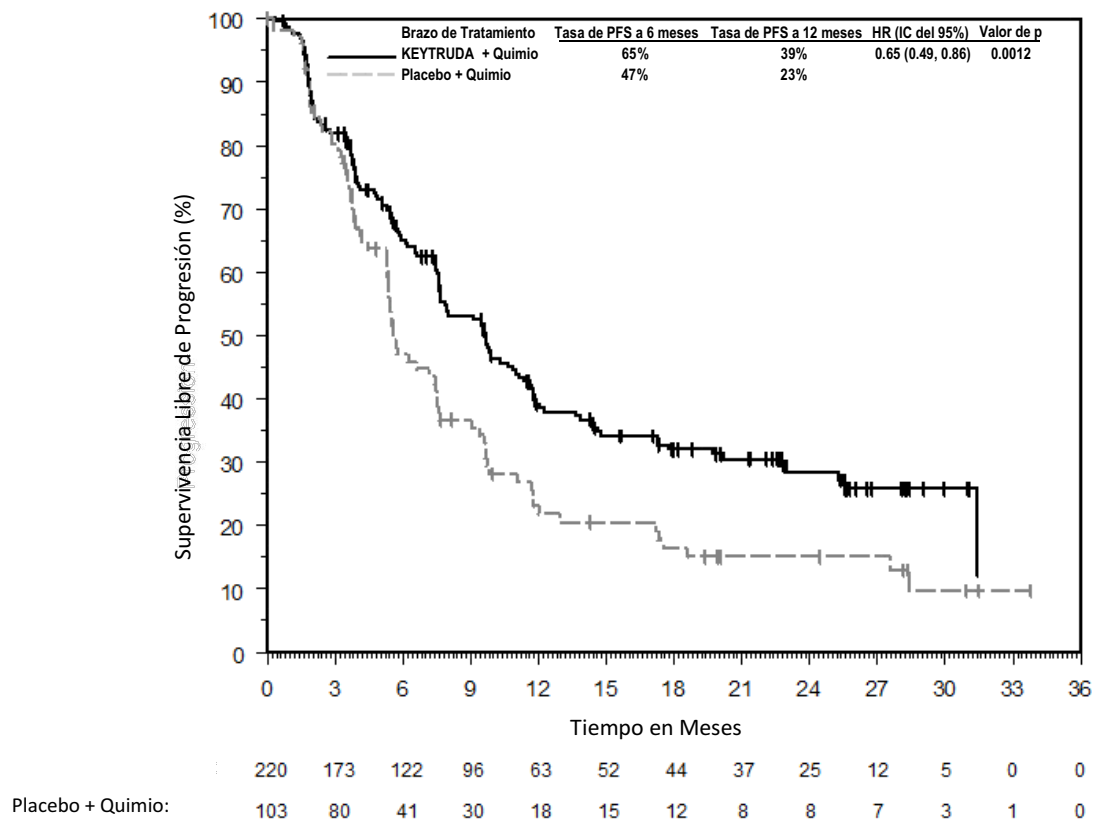 Brazo de Tratamiento Tasa de PFS a 6 meses Tasa de PFS a 12 meses HR (IC del 95%) Valor de p
KEYTRUDA + Quimio 65% 39% 0.65 (0.49, 0.86) 0.0012
Placebo + Quimio 47% 23%
Supervivencia Libre de Progresión (%)
100
90
80
70
60
50
40
30
20
10
0
0 3 6 9 12 15 18 21 24 27 30 33 36
Tiempo en Meses
220 173 122 96 63 52 44 37 25 12 5 0 0
Placebo + Quimio: 103 80 41 30 18 15 12 8 8 7 3 1 0